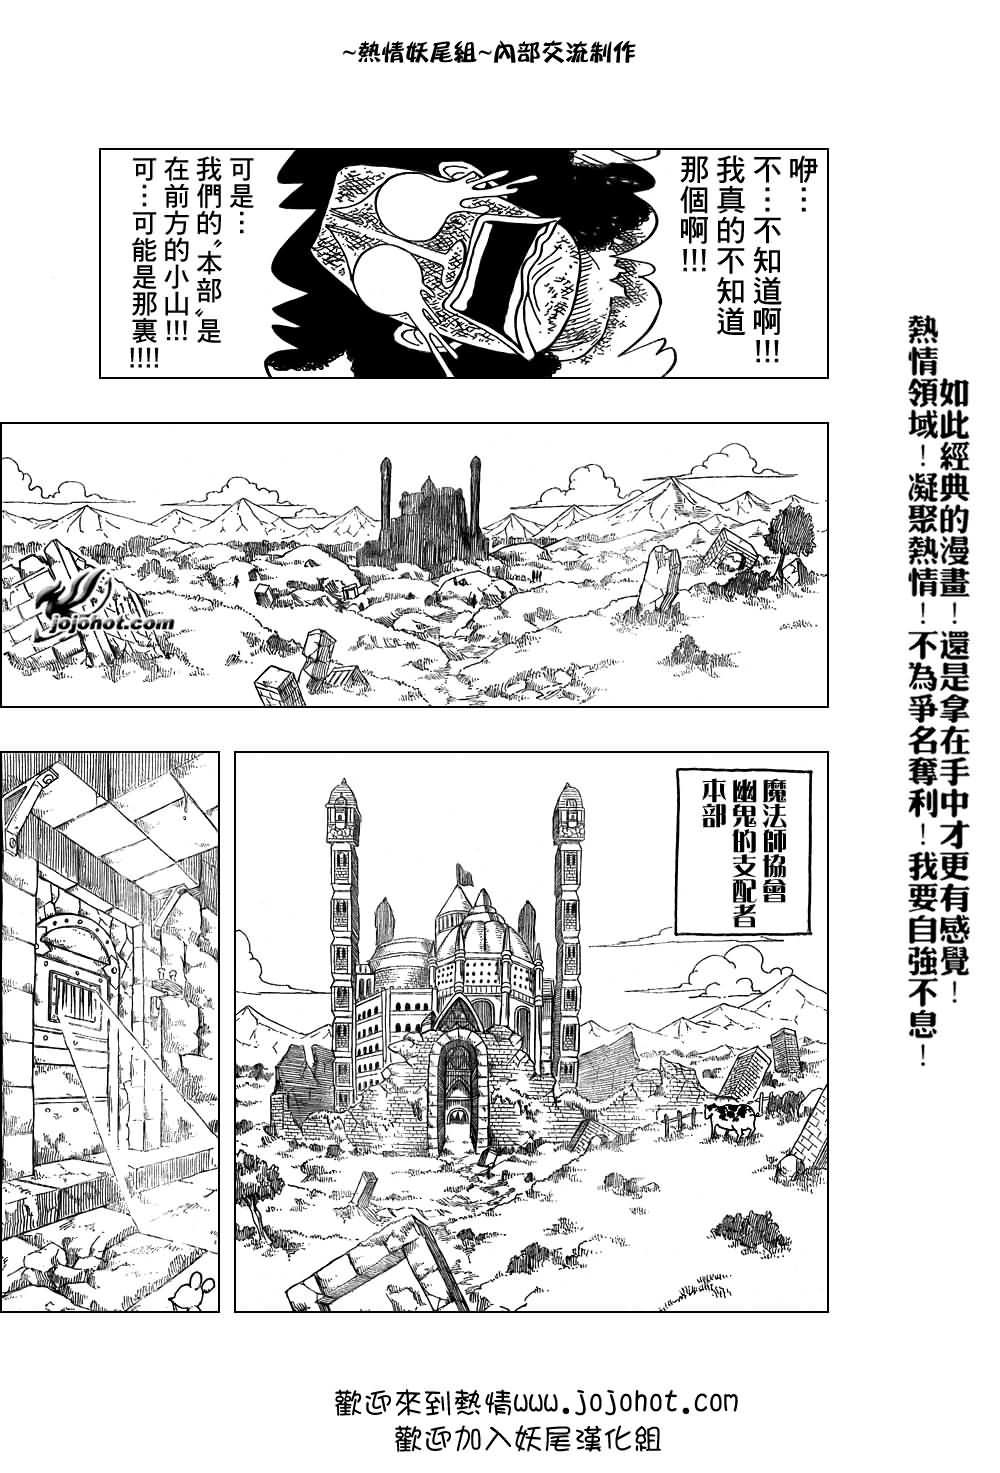 ~熱情妖尾組~內部交流制作
咿…
不…不知道啊!!!
我真的不知道
那個啊!!!
可是…
我們的〝本部〞是
在前方的小山!!!
可…可能是那裏!!!!
如此經典的漫畫！還是拿在手中才更有感覺！
熱情領域！凝聚熱情！不為爭名奪利！我要自強不息！
jojohot.com
魔法師協會
幽鬼的支配者
本部
歡迎來到熱情www.jojohot.com
歡迎加入妖尾漢化組